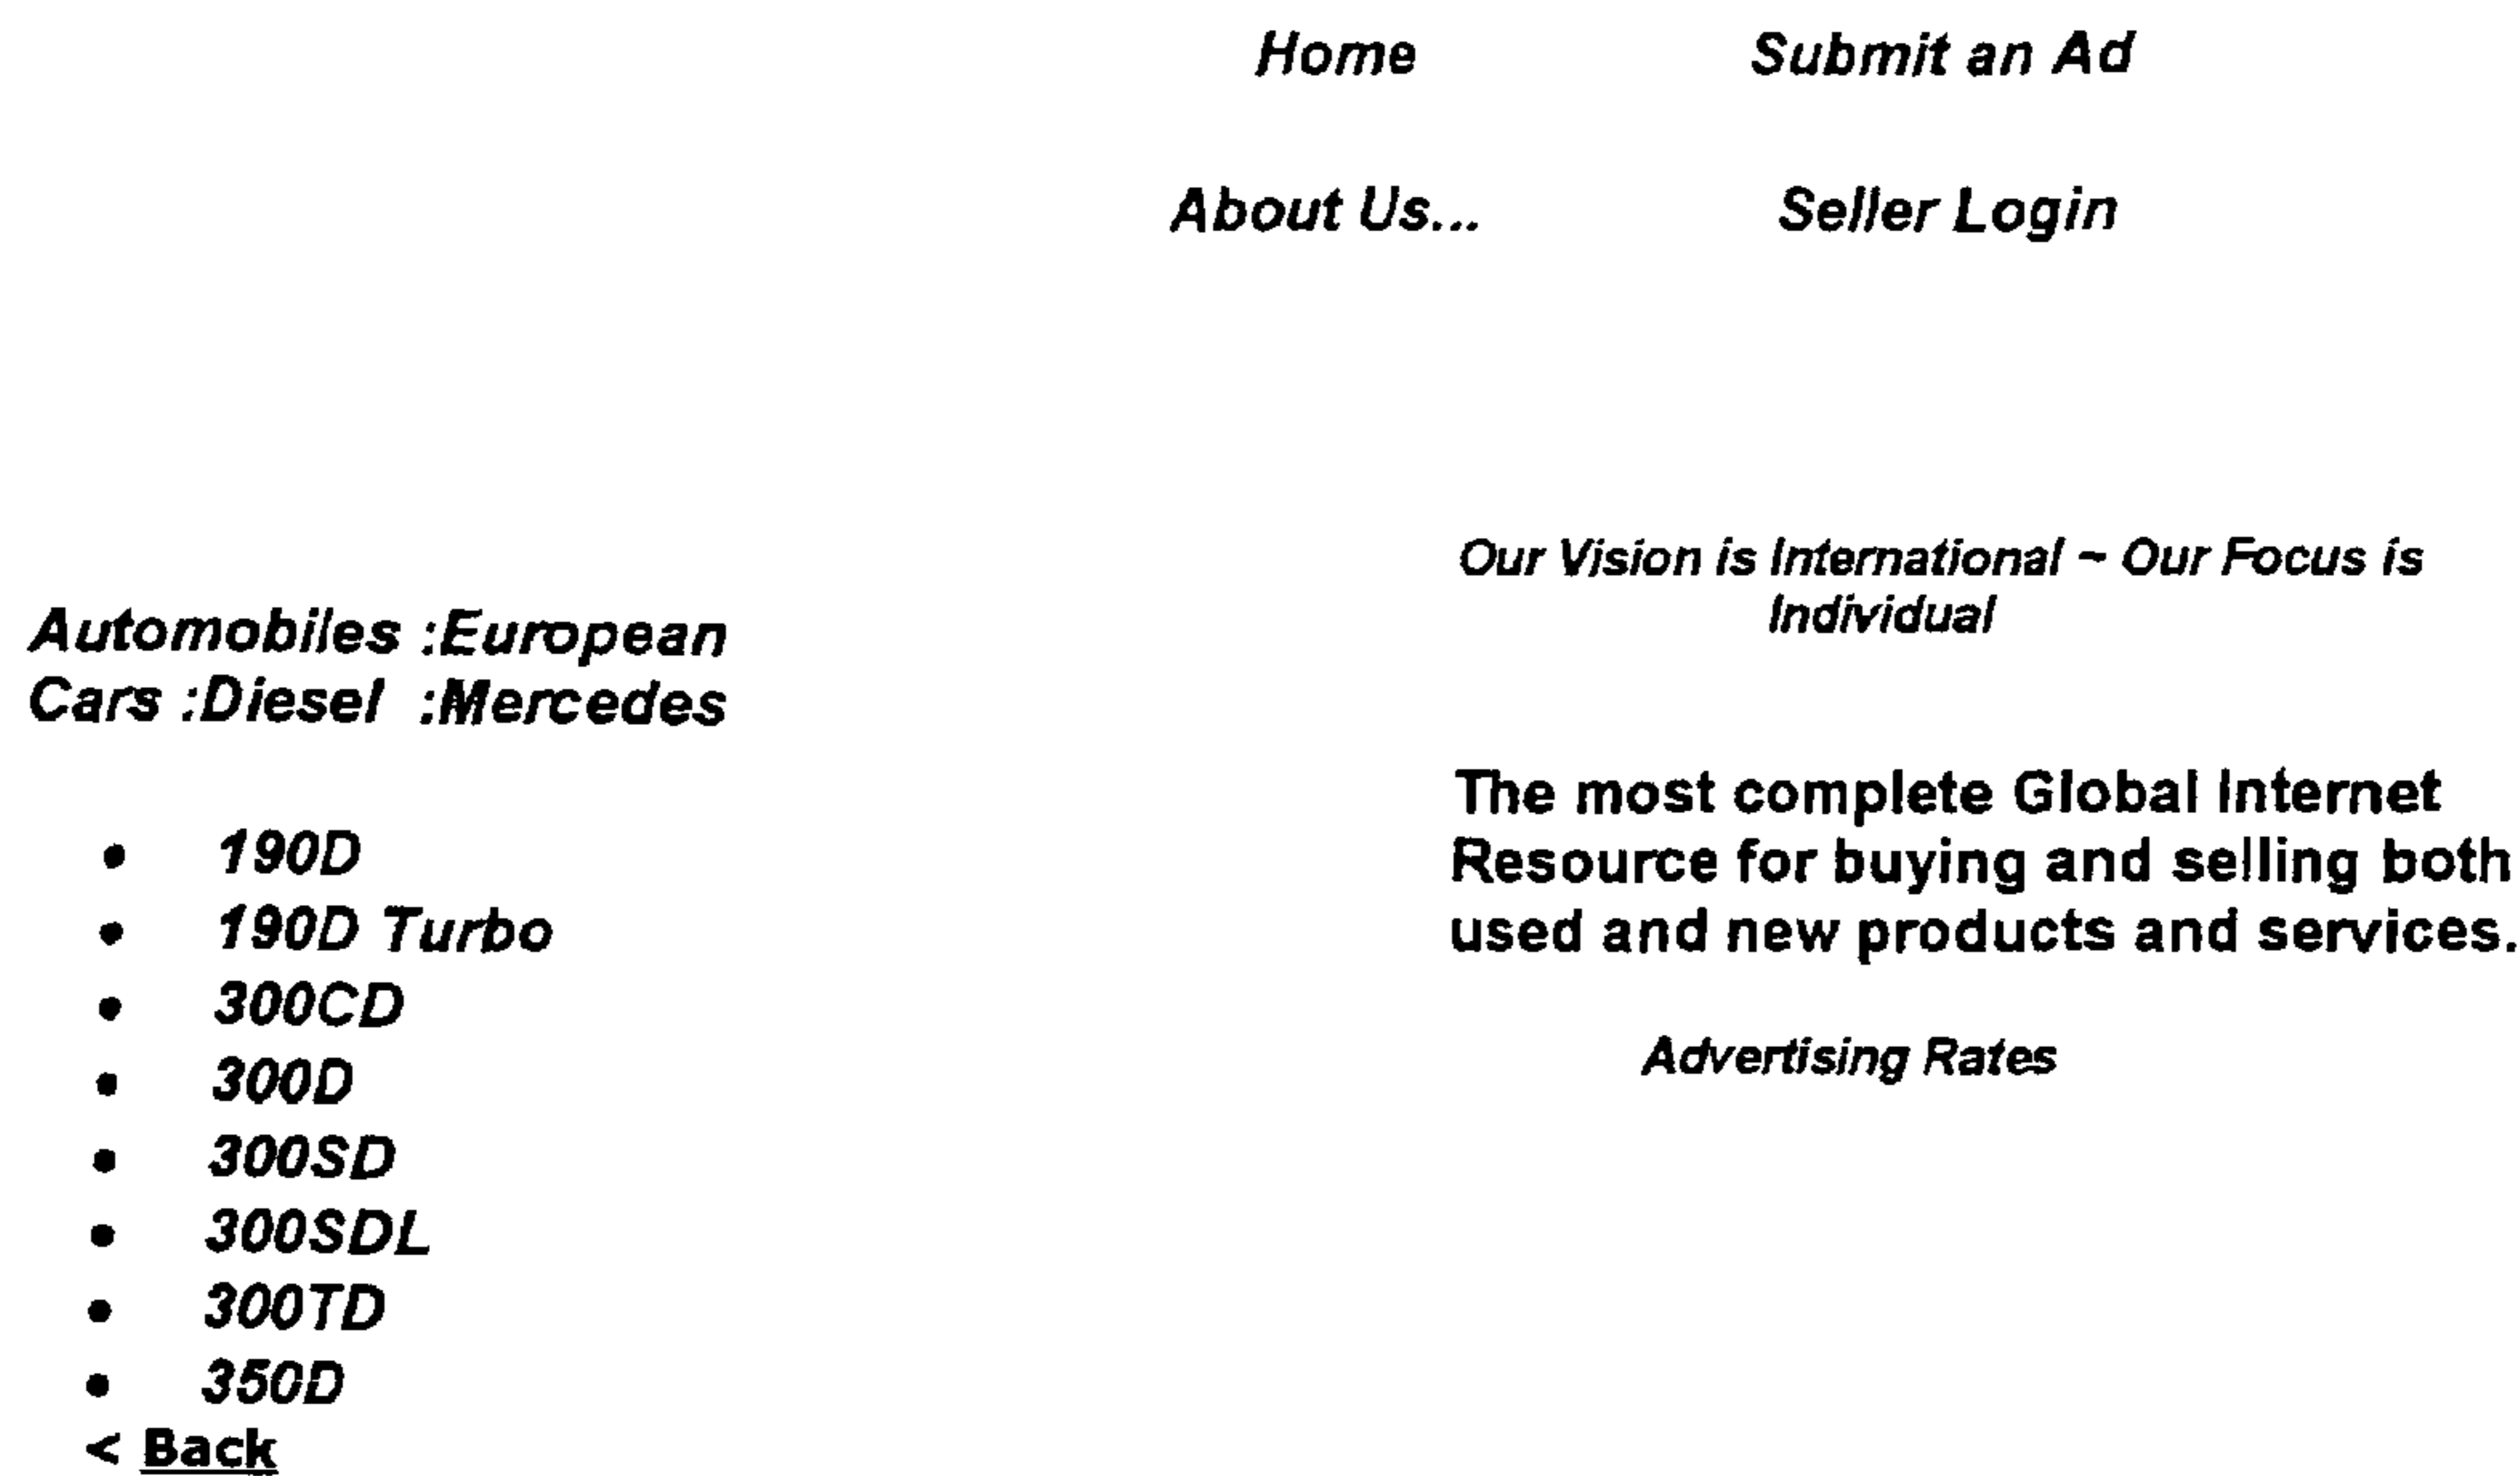 Home Submit an Ad
About Us... Seller Login
Our Vision is International ~ Our Focus is
Individual
Automobiles :European
Cars :Diesel :Mercedes
The most complete Global Internet
Resource for buying and selling both
used and new products and services.
Advertising Rates
• 190D
• 190D Turbo
• 300CD
• 300D
• 300SD
• 300SDL
• 300TD
• 350D
< Back